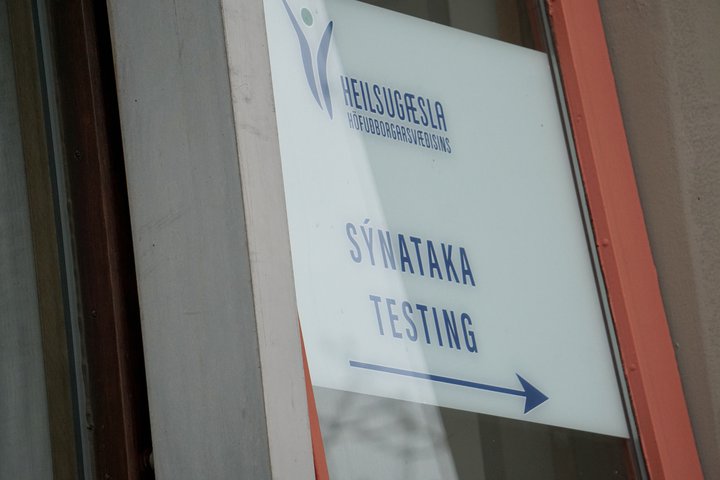 HEILSUGÆSLA
HÖFUÐBORGARSVÆÐISINS
SÝNATAKA
TESTING